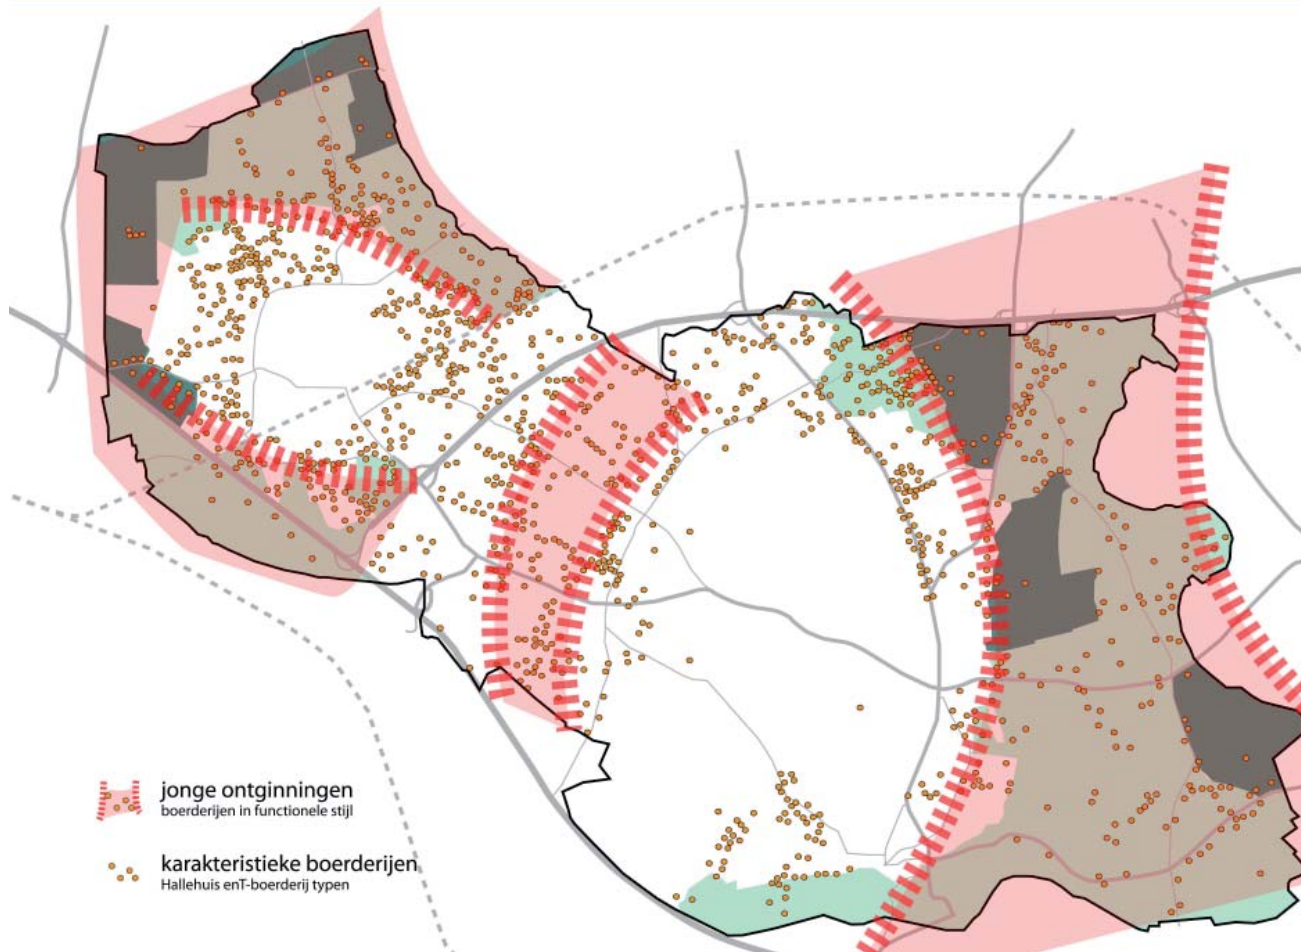 jonge ontginningen
boerderijen in functionele stijl
karakteristieke boerderijen
Hallehuis enT-boerderij typen